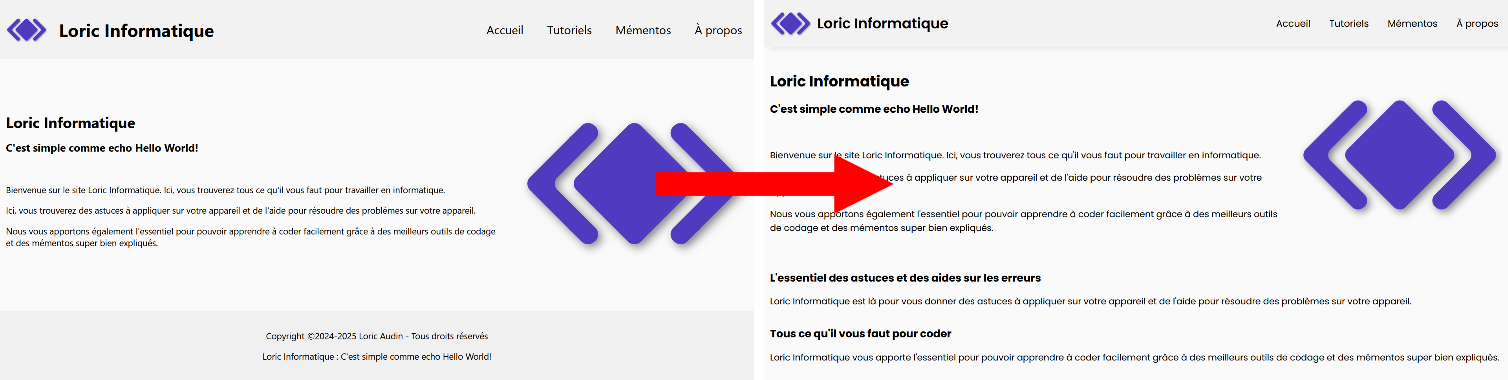 Loric Informatique
Accueil Tutoriels Mémentos À propos
Loric Informatique
C'est simple comme echo Hello World!
Bienvenue sur le site Loric Informatique. Ici, vous trouverez tous ce qu'il vous faut pour travailler en informatique.
Ici, vous trouverez des astuces à appliquer sur votre appareil et de l'aide pour résoudre des problèmes sur votre appareil.
Nous vous apportons également l'essentiel pour pouvoir apprendre à coder facilement grâce à des meilleurs outils de codage
et des mémentos super bien expliqués.
Copyright ©2024-2025 Loric Audin - Tous droits réservés
Loric Informatique : C'est simple comme echo Hello World!
Loric Informatique
Accueil Tutoriels Mémentos À propos
Loric Informatique
C'est simple comme echo Hello World!
Bienvenue sur le site Loric Informatique. Ici, vous trouverez tous ce qu'il vous faut pour travailler en informatique.
à appliquer sur votre appareil et de l'aide pour résoudre des problèmes sur votre
Nous vous apportons également l'essentiel pour pouvoir apprendre à coder facilement grâce à des meilleurs outils
de codage et des mémentos super bien expliqués.
L'essentiel des astuces et des aides sur les erreurs
Loric Informatique est là pour vous donner des astuces à appliquer sur votre appareil et de l'aide pour résoudre des problèmes sur votre appareil.
Tous ce qu'il vous faut pour coder
Loric Informatique vous apporte l'essentiel pour pouvoir apprendre à coder facilement grâce à des meilleurs outils de codage et des mémentos super bien expliqués.